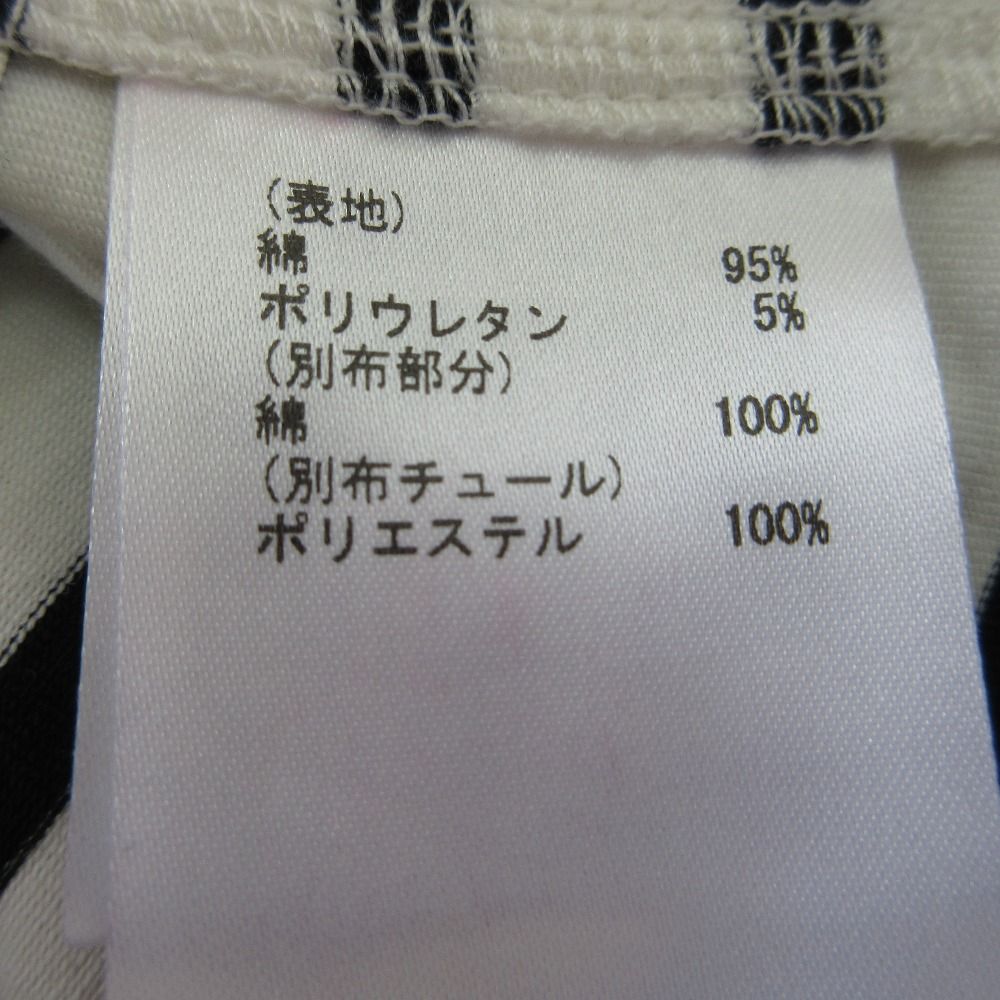 (表地)
綿 95%
ポリウレタン 5%
(別布部分)
綿 100%
(別布チュール)
ポリエステル 100%